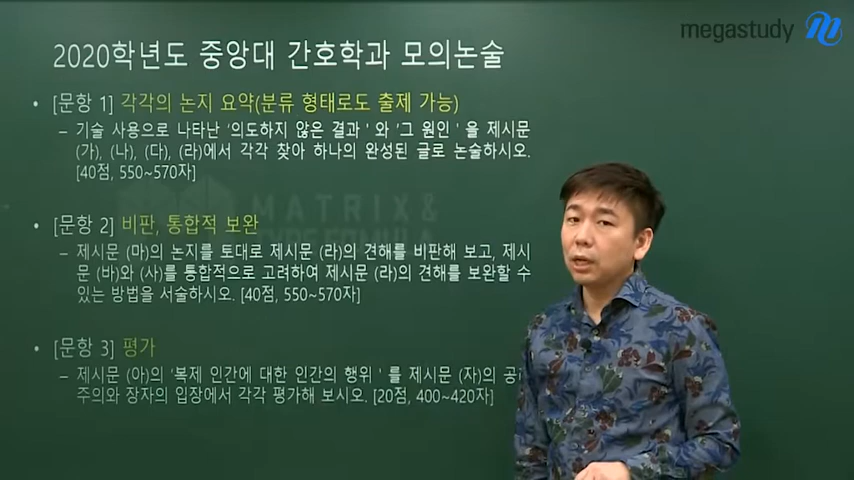 megastudy
2020학년도 중앙대 간호학과 모의논술
• [문항 1] 각각의 논지 요약(분류 형태로도 출제 가능)
– 기술 사용으로 나타난 '의도하지 않은 결과 ' 와 '그 원인 ' 을 제시문
(가), (나), (다), (라)에서 각각 찾아 하나의 완성된 글로 논술하시오.
[40점, 550~570자]
MATRIX &
• [문항 2] 비판, 통합적 보완
– 제시문 (마)의 논지를 토대로 제시문 (라)의 견해를 비판해 보고, 제시
문 (바)와 (사)를 통합적으로 고려하여 제시문 (라)의 견해를 보완할 수
있는 방법을 서술하시오. [40점, 550~570자]
• [문항 3] 평가
– 제시문 (아)의 '복제 인간에 대한 인간의 행위 ' 를 제시문 (자)의
주의와 장자의 입장에서 각각 평가해 보시오. [20점, 400~420자]